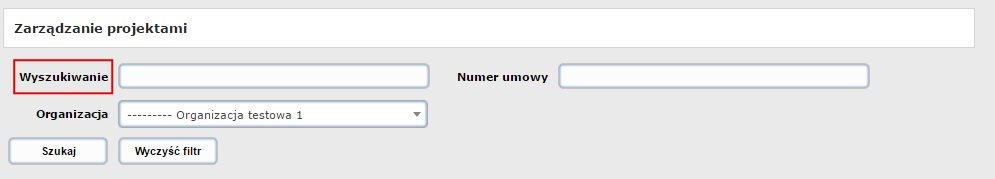 Zarządzanie projektami
Wyszukiwanie Numer umowy
Organizacja --------- Organizacja testowa 1
Szukaj Wyczyść filtr